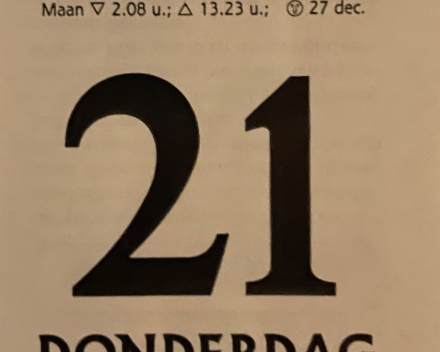 Maan ▽ 2.08 u.; △ 13.23 u.; 27 dec.
21
DONDERDAG